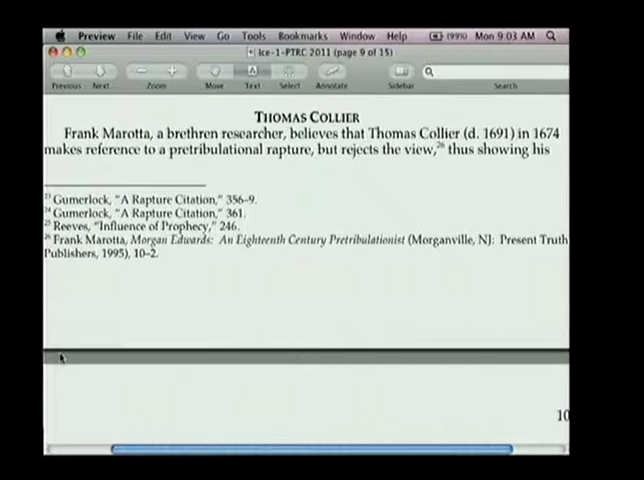 Preview File Edit View Go Tools Bookmarks Window Help (99%) Mon 9:03 AM
Ice-1-PTRC 2011 (page 9 of 15)
Previous Next Zoom Move Text Select Annotate Sidebar Search
THOMAS COLLIER
Frank Marotta, a brethren researcher, believes that Thomas Collier (d. 1691) in 1674
makes reference to a pretribulational rapture, but rejects the view,26 thus showing his
23 Gumerlock, "A Rapture Citation," 356–9.
24 Gumerlock, "A Rapture Citation," 361.
25 Reeves, "Influence of Prophecy," 246.
26 Frank Marotta, Morgan Edwards: An Eighteenth Century Pretribulationist (Morganville, NJ: Present Truth
Publishers, 1995), 10–2.
10